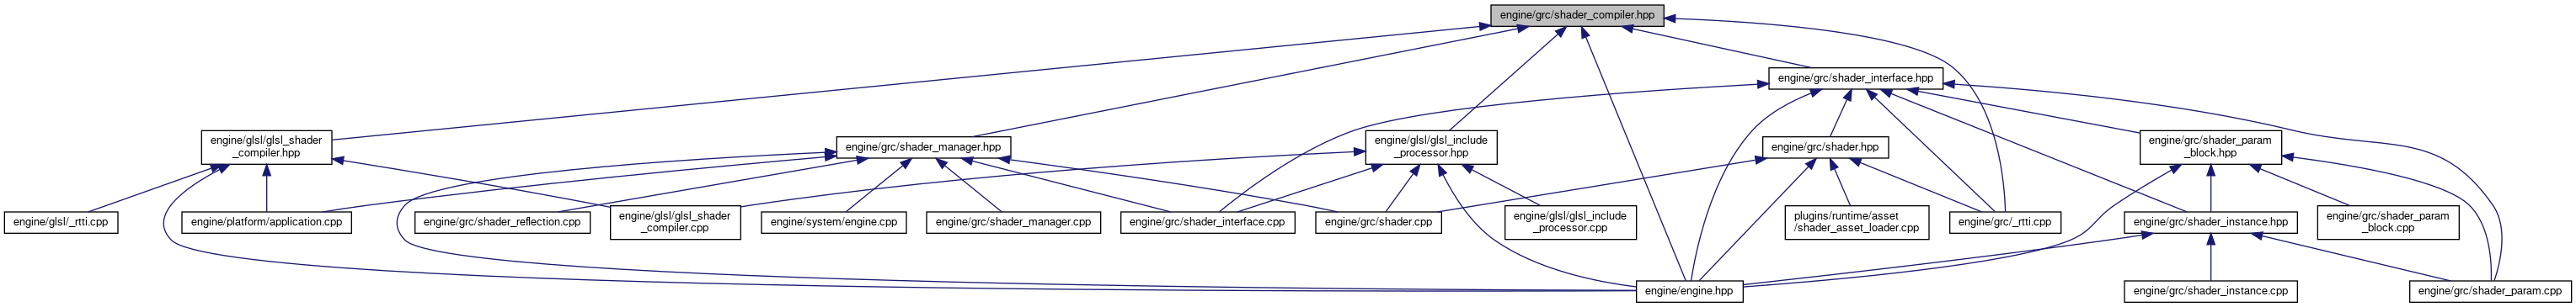 engine/grc/shader_compiler.hpp
engine/grc/shader_interface.hpp
engine/glsl/glsl_shader
_compiler.hpp
engine/grc/shader_manager.hpp
engine/glsl/glsl_include
_processor.hpp
engine/grc/shader.hpp
engine/grc/shader_param
_block.hpp
engine/glsl/_rtti.cpp
engine/platform/application.cpp
engine/grc/shader_reflection.cpp
engine/glsl/glsl_shader
_compiler.cpp
engine/system/engine.cpp
engine/grc/shader_manager.cpp
engine/grc/shader_interface.cpp
engine/grc/shader.cpp
engine/glsl/glsl_include
_processor.cpp
plugins/runtime/asset
/shader_asset_loader.cpp
engine/grc/_rtti.cpp
engine/grc/shader_instance.hpp
engine/grc/shader_param
_block.cpp
engine/engine.hpp
engine/grc/shader_instance.cpp
engine/grc/shader_param.cpp